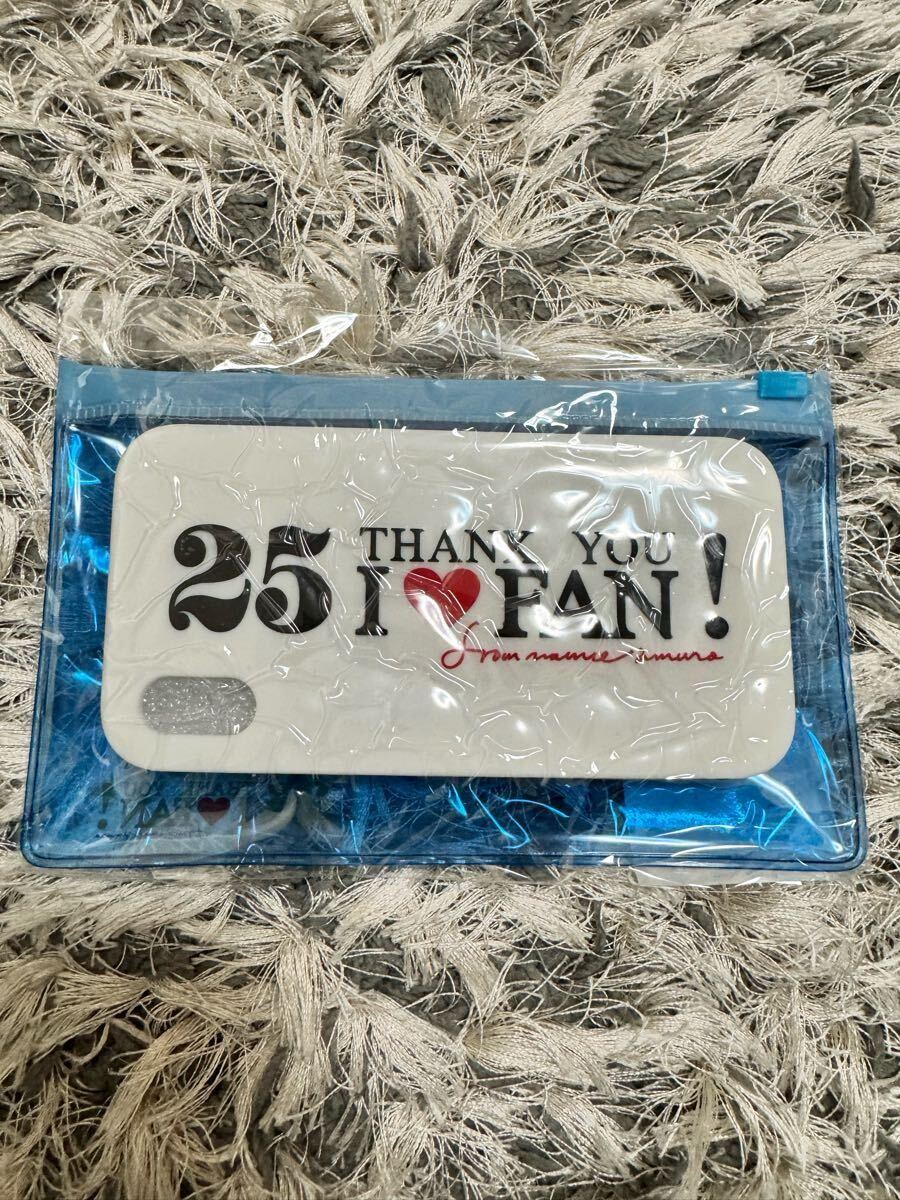 25 THANK YOU
I ♥ FAN!
from namie amuro